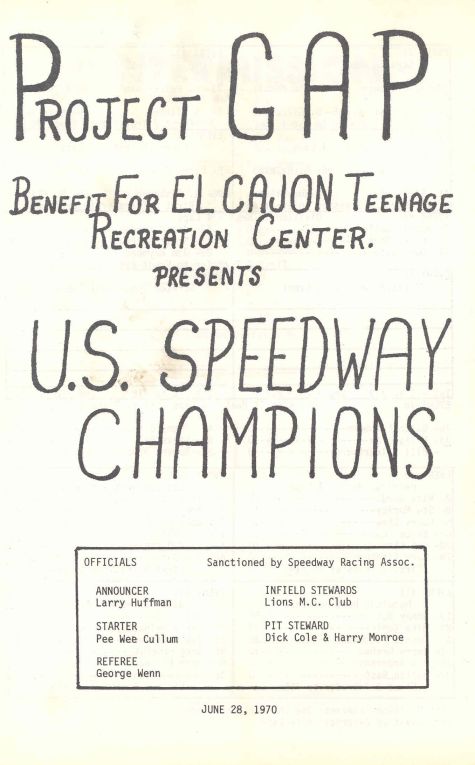 PROJECT GAP
BENEFIT FOR EL CAJON TEENAGE
RECREATION CENTER.
PRESENTS
U.S. SPEEDWAY
CHAMPIONS
OFFICIALS Sanctioned by Speedway Racing Assoc.
ANNOUNCER INFIELD STEWARDS
Larry Huffman Lions M.C. Club
STARTER PIT STEWARD
Pee Wee Cullum Dick Cole & Harry Monroe
REFEREE
George Wenn
JUNE 28, 1970